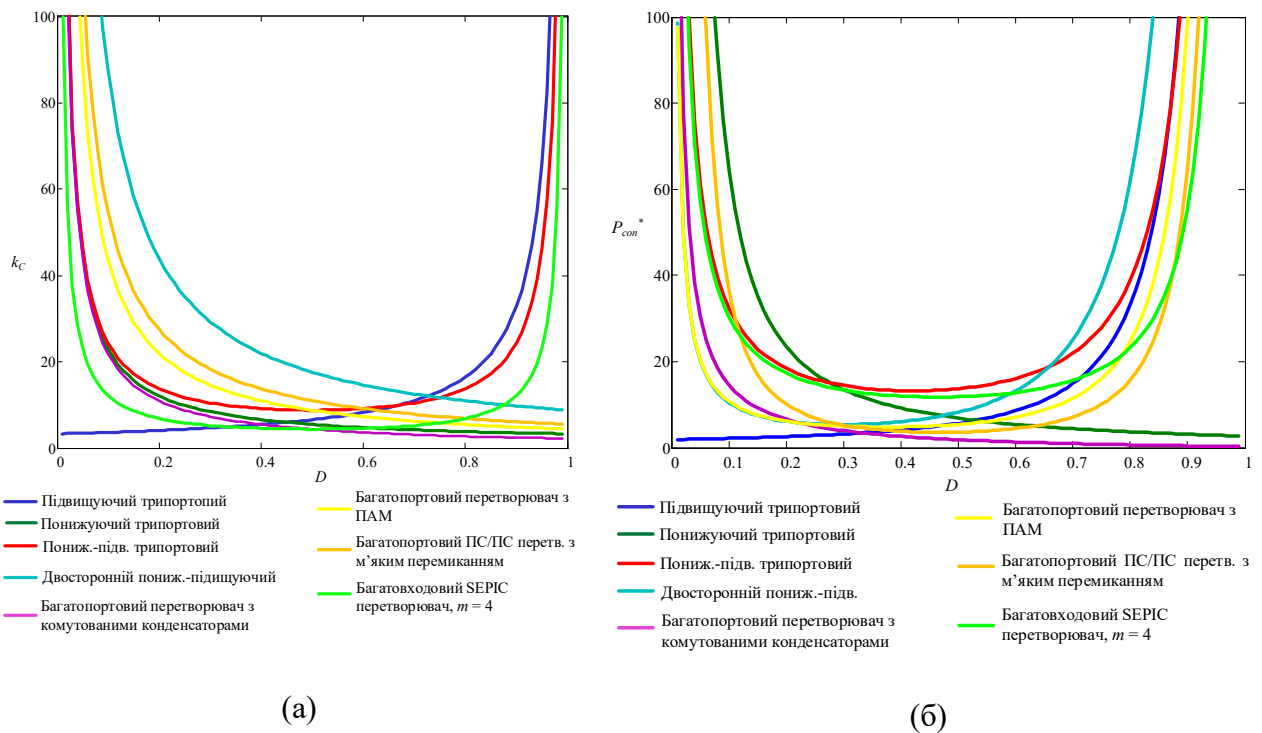 100
80
60
40
20
0
k_C
0
0.2
0.4
0.6
0.8
1
D
Підвищуючий трипортопий
Понижуючий трипортовий
Пониж.-підв. трипортовий
Двосторонній пониж.-підищуючий
Багатопортовий перетворювач з
комутованими конденсаторами
Багатопортовий перетворювач з
ПАМ
Багатопортовий ПС/ПС перетв. з
м’яким перемиканням
Багатовходовий SEPIC
перетворювач, m = 4
(а)
100
80
60
40
20
0
P_con*
0
0.1
0.2
0.3
0.4
0.5
0.6
0.7
0.8
0.9
1
D
Підвищуючий трипортовий
Понижуючий трипортовий
Пониж.-підв. трипортовий
Двосторонній пониж.-підв.
Багатопортовий перетворювач з
комутованими конденсаторами
Багатопортовий перетворювач з
ПАМ
Багатопортовий ПС/ПС перетв. з
м’яким перемиканням
Багатовходовий SEPIC
перетворювач, m = 4
(б)